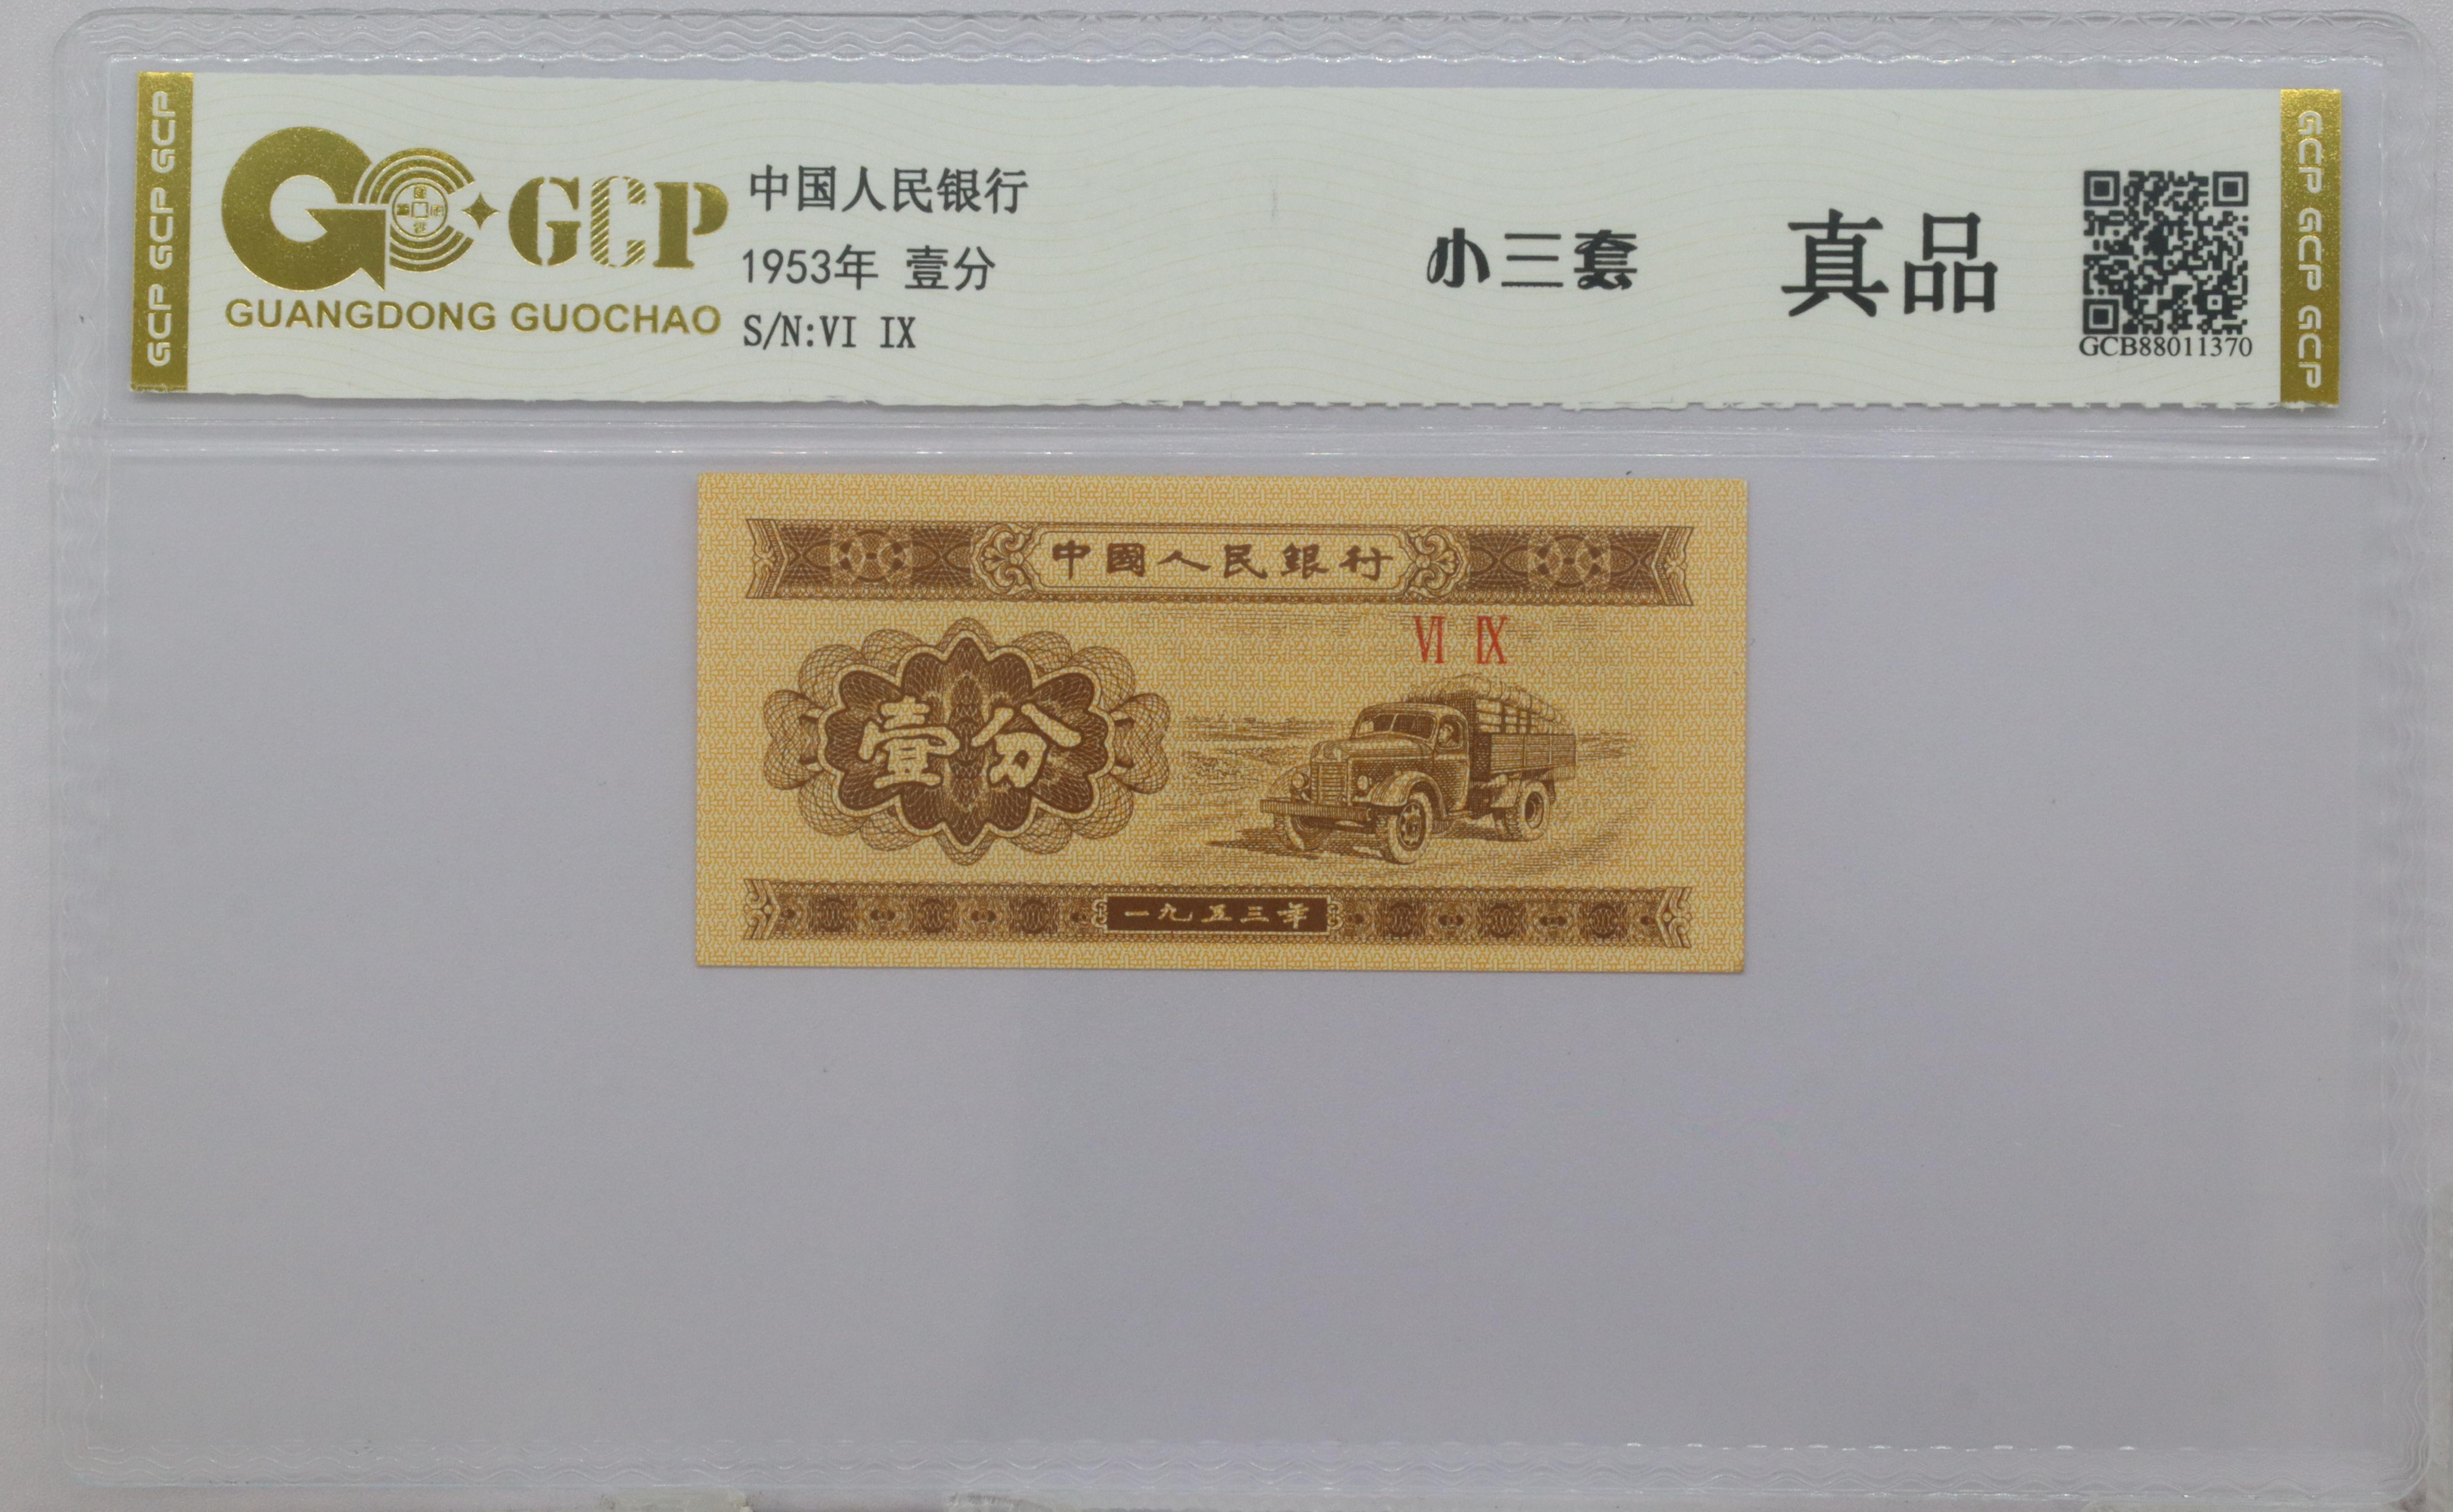 GCP GCP GCP
GCP
GUANGDONG GUOCHAO
中国人民银行
1953年 壹分
S/N:VI IX
小三套
真品
GCB88011370
GCP GCP GCP
中國人民銀行
VI IX
壹分
一九五三年